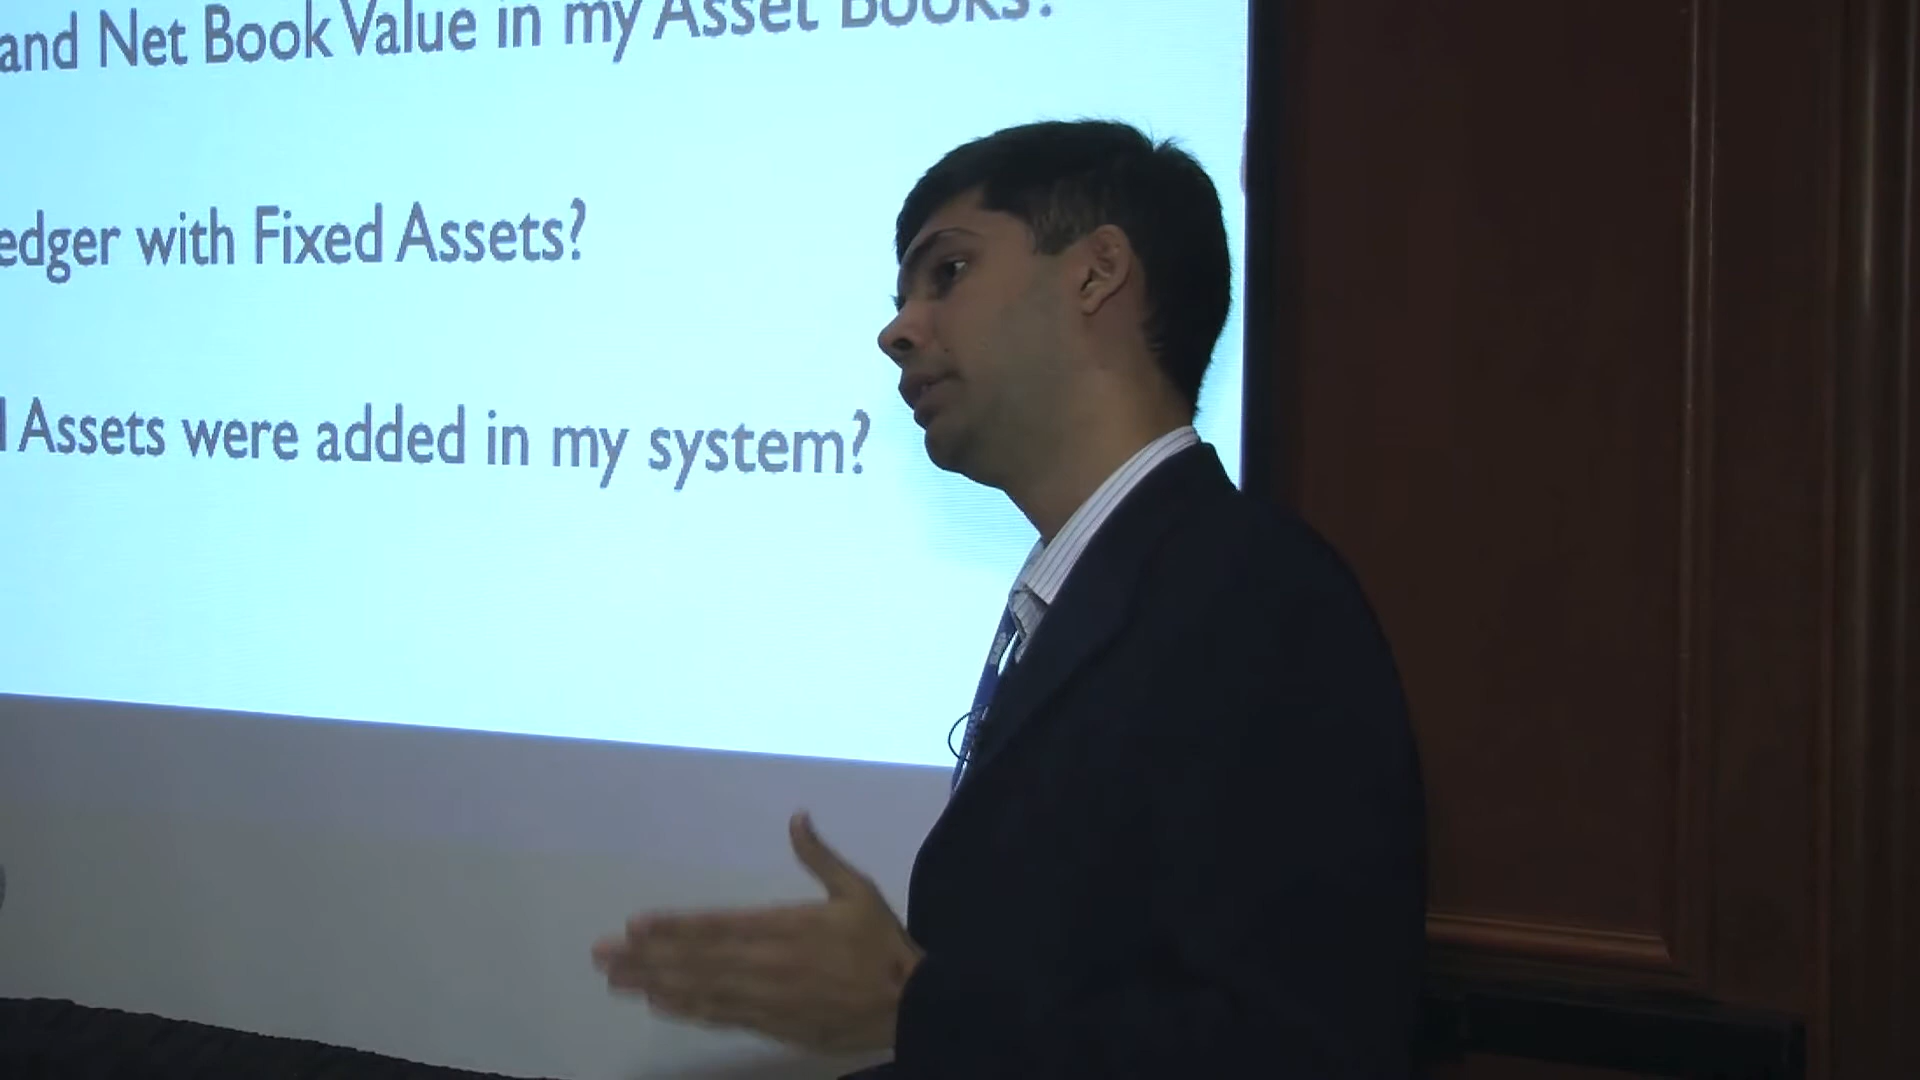 and Net Book Value in my Asset Books?
edger with Fixed Assets?
Assets were added in my system?